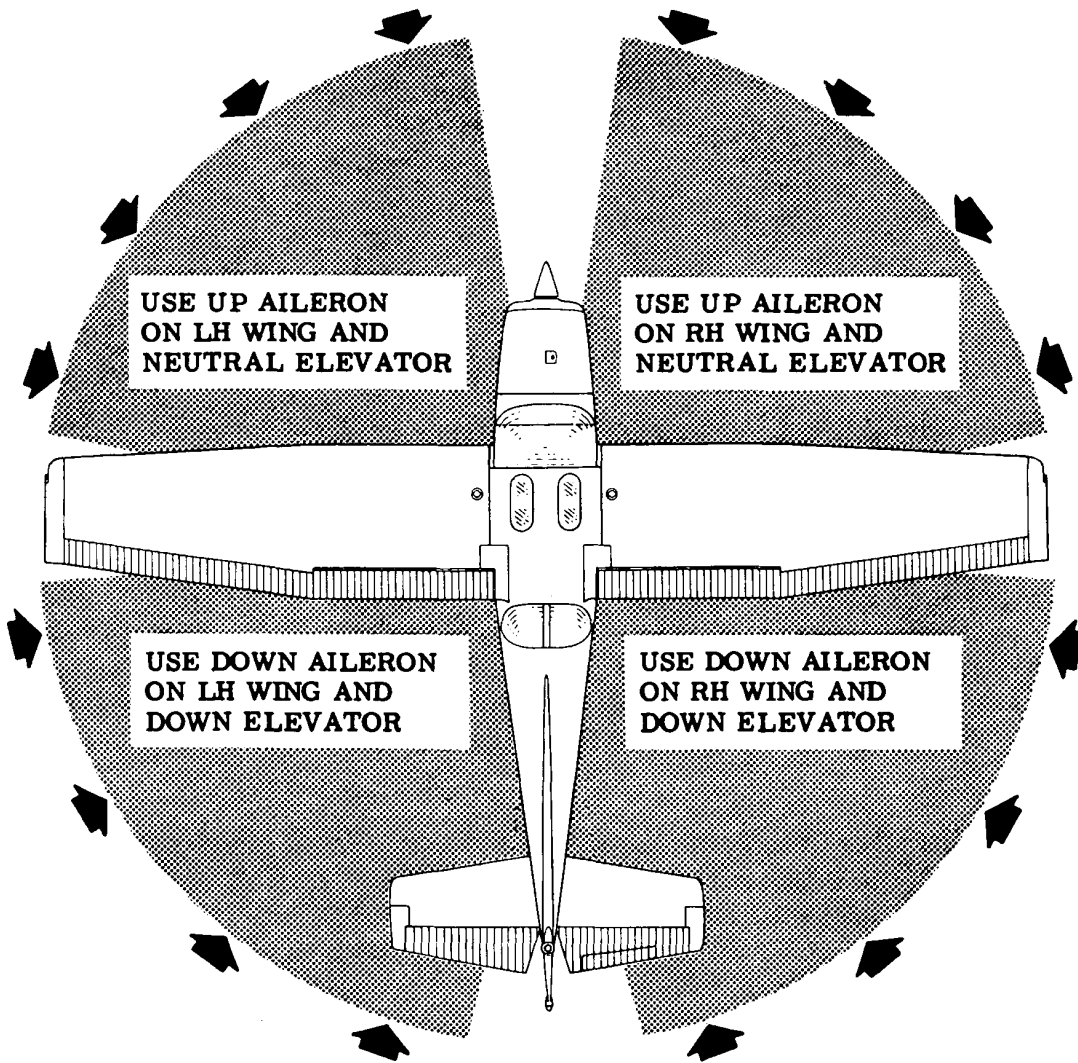 USE UP AILERON
ON LH WING AND
NEUTRAL ELEVATOR
USE UP AILERON
ON RH WING AND
NEUTRAL ELEVATOR
USE DOWN AILERON
ON LH WING AND
DOWN ELEVATOR
USE DOWN AILERON
ON RH WING AND
DOWN ELEVATOR